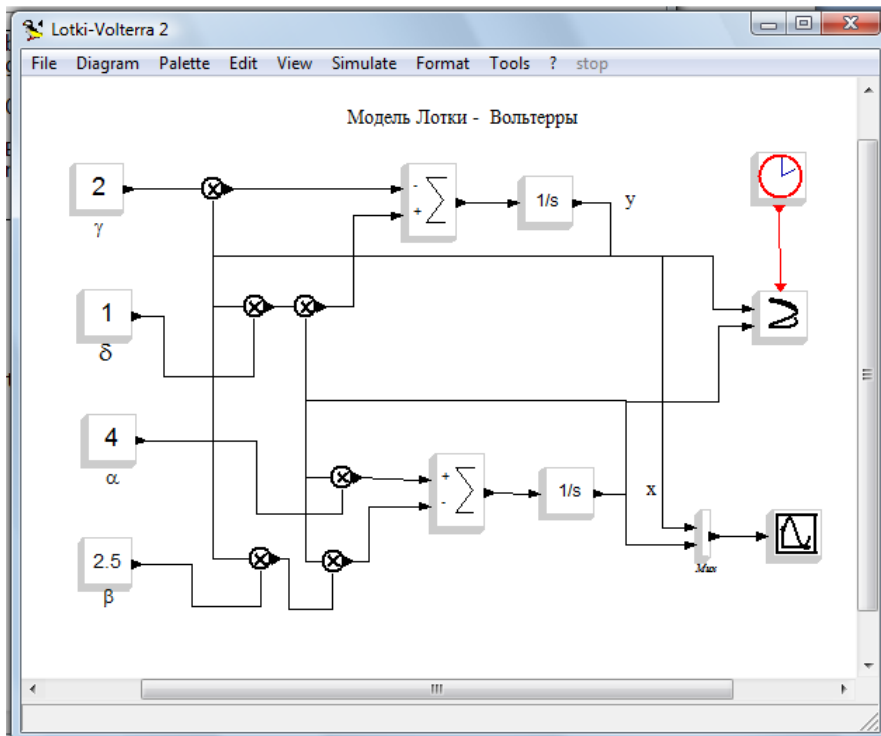 Lotki-Volterra 2
File Diagram Palette Edit View Simulate Format Tools ? stop
Модель Лотки - Вольтерры
2
γ
-
+
1/s
y
1
δ
4
α
+
-
1/s
x
2.5
β
Mux